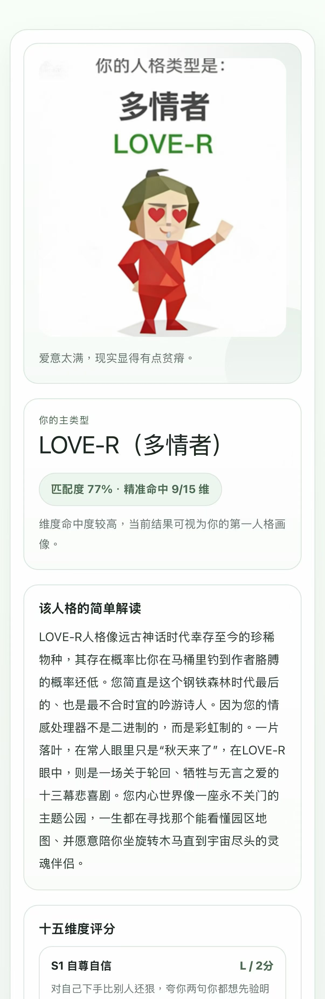 你的人格类型是：
多情者
LOVE-R
爱意太满，现实显得有点贫瘠。
你的主类型
LOVE-R（多情者）
匹配度 77% · 精准命中 9/15 维
维度命中度较高，当前结果可视为你的第一人格画
像。
该人格的简单解读
LOVE-R人格像远古神话时代幸存至今的珍稀
物种，其存在概率比你在马桶里钓到作者胳膊
的概率还低。您简直是这个钢铁森林时代最后
的、也是最不合时宜的吟游诗人。因为您的情
感处理器不是二进制的，而是彩虹制的。一片
落叶，在常人眼里只是“秋天来了”，在LOVE-R
眼中，则是一场关于轮回、牺牲与无言之爱的
十三幕悲喜剧。您内心世界像一座永不关门的
主题公园，一生都在寻找那个能看懂园区地
图、并愿意陪你坐旋转木马直到宇宙尽头的灵
魂伴侣。
十五维度评分
S1 自尊自信 L / 2分
对自己下手比别人还狠，夸你两句你都想先验明